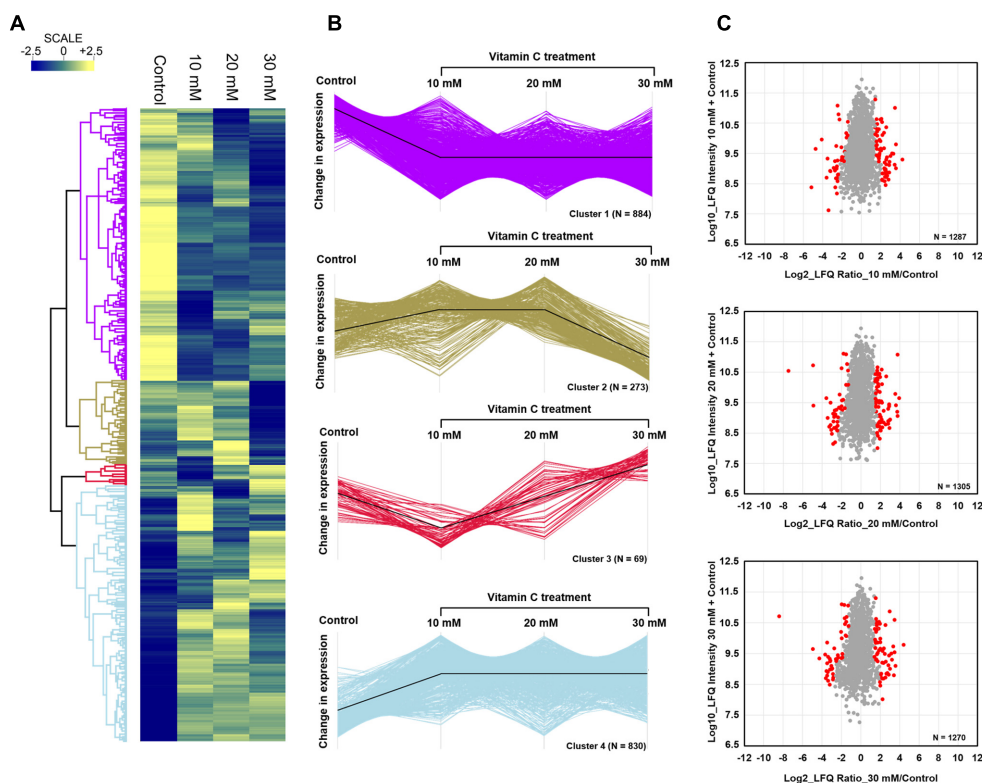 A
SCALE
-2.5 0 +2.5
Control
10 mM
20 mM
30 mM
B
Vitamin C treatment
Control
10 mM
20 mM
30 mM
Change in expression
Cluster 1 (N = 884)
Vitamin C treatment
Control
10 mM
20 mM
30 mM
Change in expression
Cluster 2 (N = 273)
Vitamin C treatment
Control
10 mM
20 mM
30 mM
Change in expression
Cluster 3 (N = 69)
Vitamin C treatment
Control
10 mM
20 mM
30 mM
Change in expression
Cluster 4 (N = 830)
C
Log10_LFQ Intensity 10 mM + Control
12.5
11.5
10.5
9.5
8.5
7.5
6.5
N = 1287
-12 -10 -8 -6 -4 -2 0 2 4 6 8 10 12
Log2_LFQ Ratio_10 mM/Control
Log10_LFQ Intensity 20 mM + Control
12.5
11.5
10.5
9.5
8.5
7.5
6.5
N = 1305
-12 -10 -8 -6 -4 -2 0 2 4 6 8 10 12
Log2_LFQ Ratio_20 mM/Control
Log10_LFQ Intensity 30 mM + Control
12.5
11.5
10.5
9.5
8.5
7.5
6.5
N = 1270
-12 -10 -8 -6 -4 -2 0 2 4 6 8 10 12
Log2_LFQ Ratio_30 mM/Control